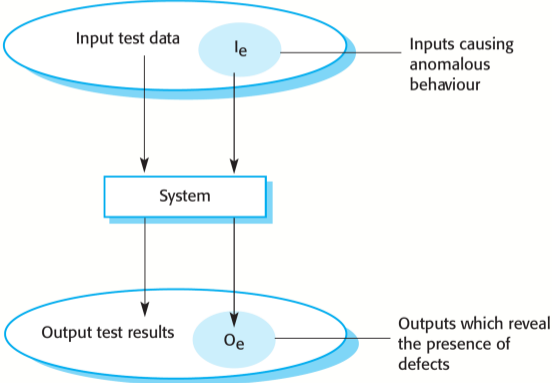 Input test data
Ie
Inputs causing
anomalous
behaviour
System
Output test results
Oe
Outputs which reveal
the presence of
defects